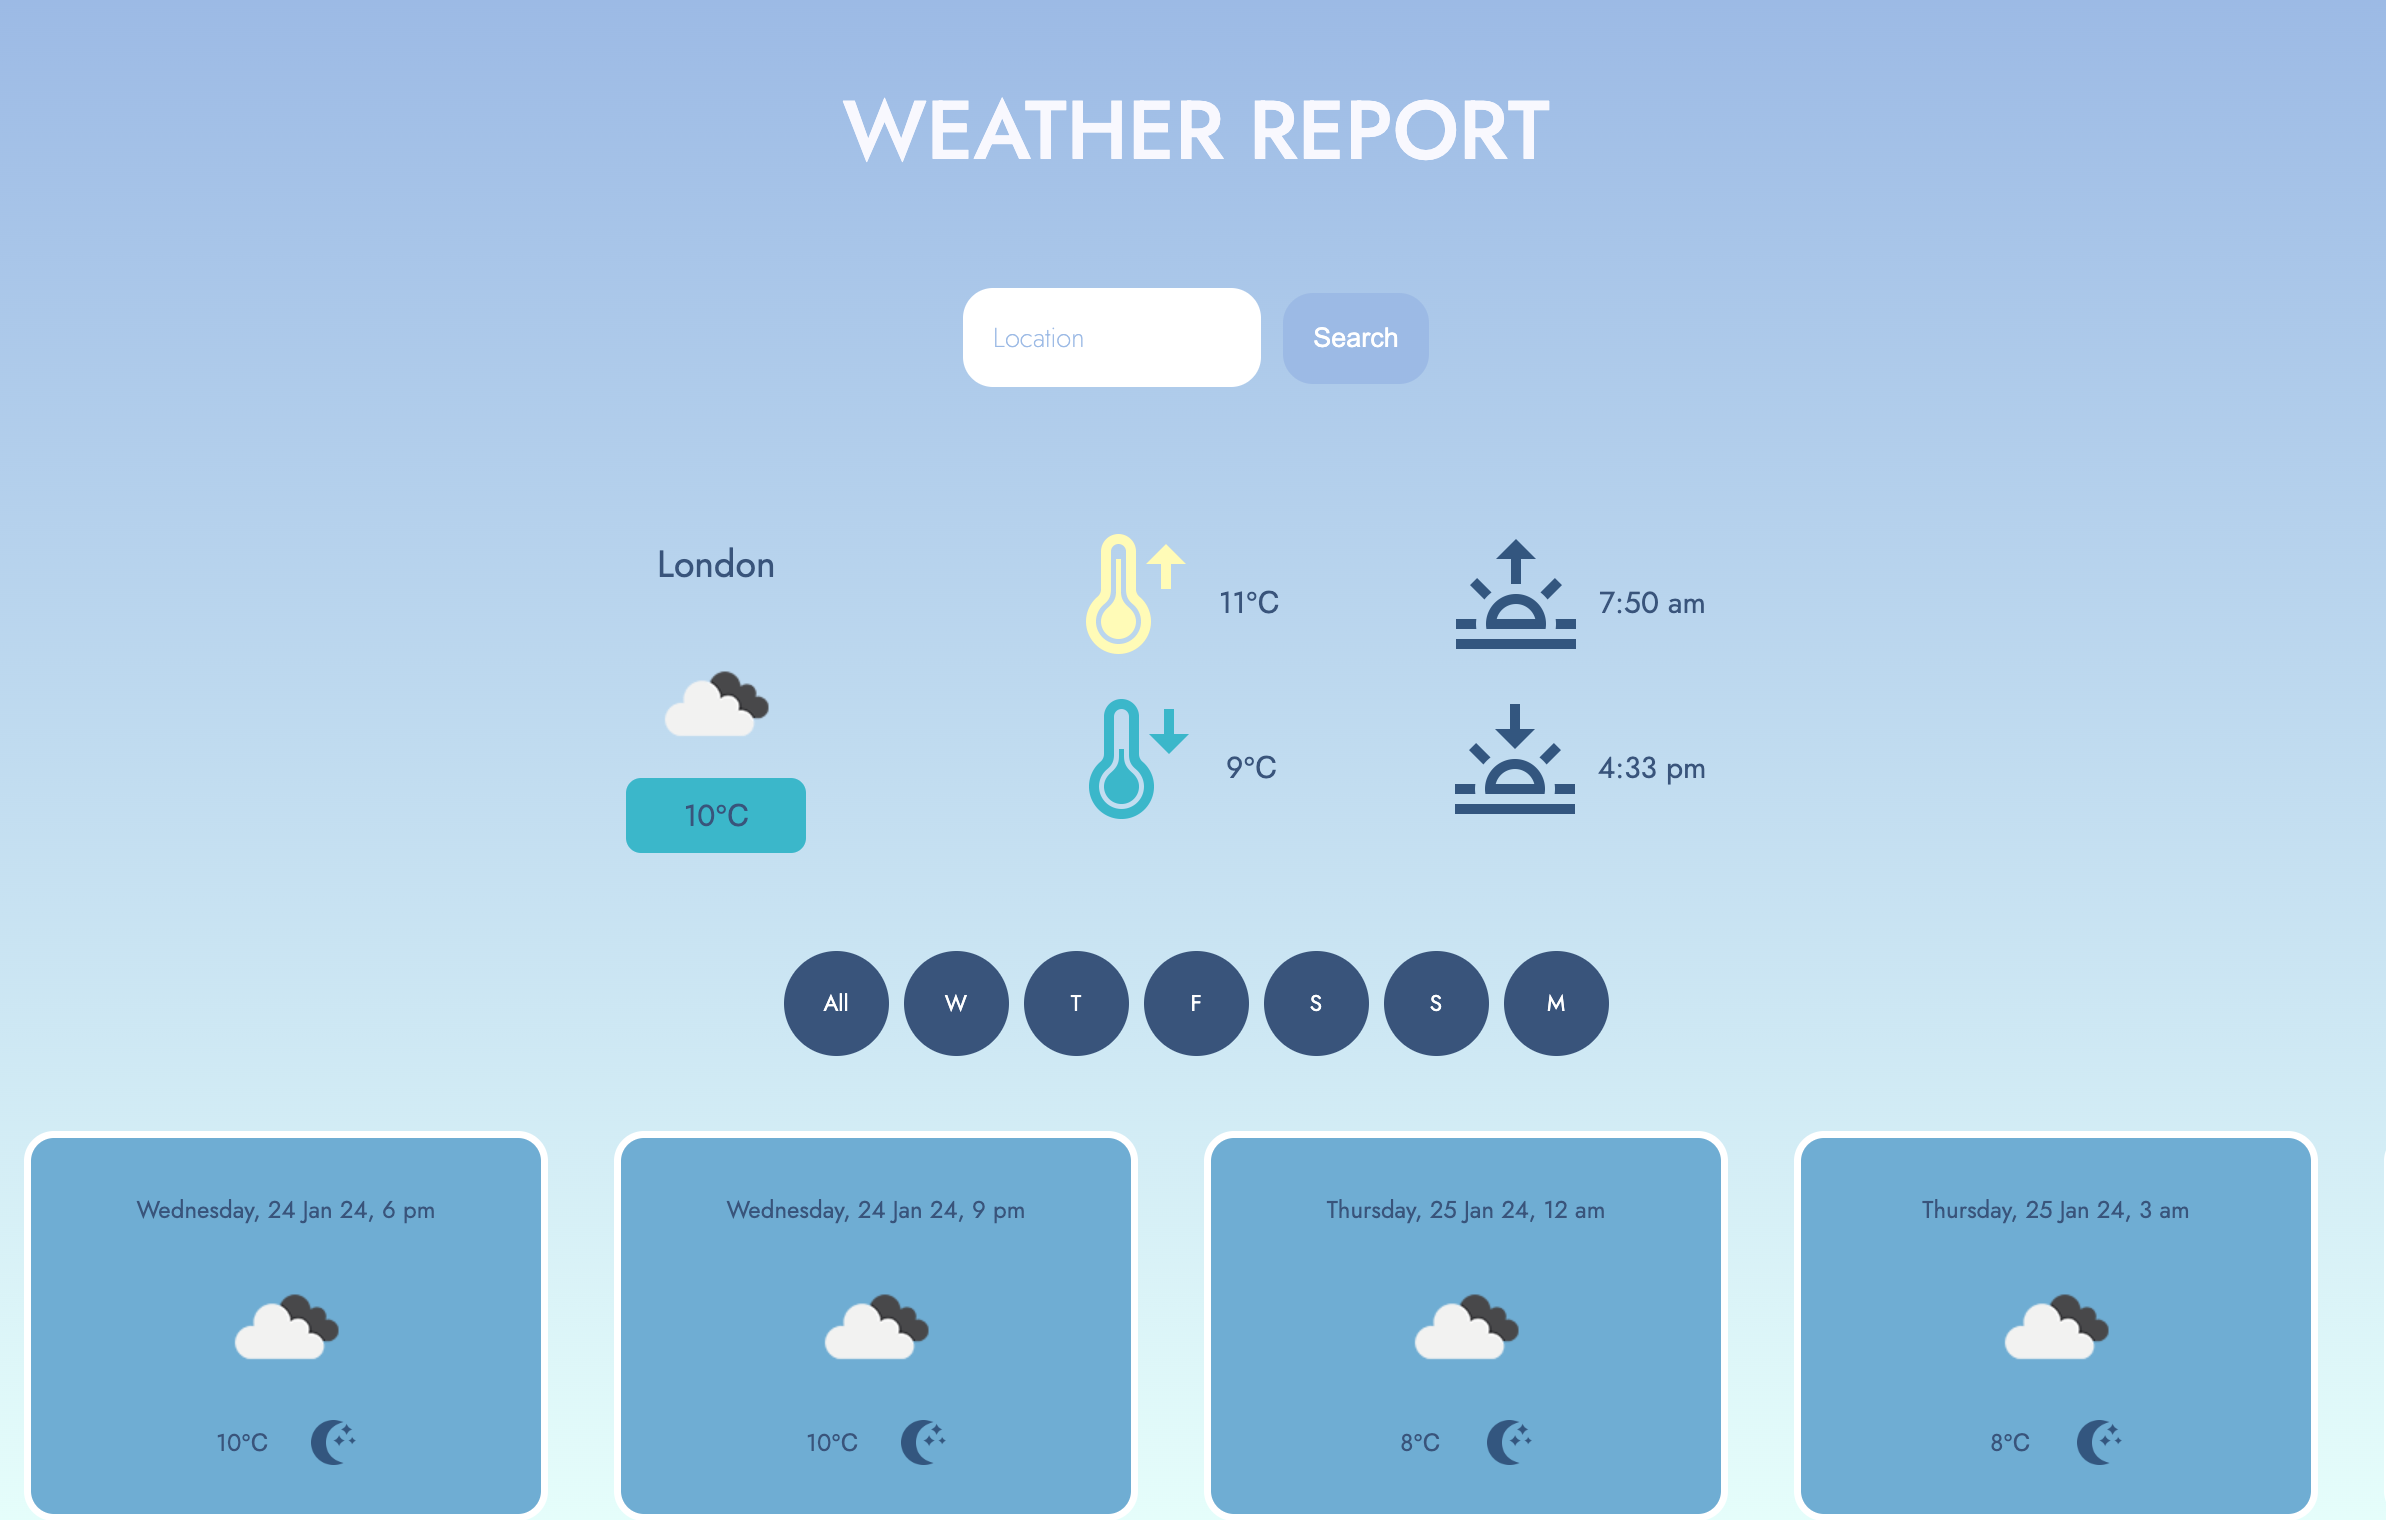 WEATHER REPORT
Location
Search
London
10°C
11°C
7:50 am
9°C
4:33 pm
All
W
T
F
S
S
M
Wednesday, 24 Jan 24, 6 pm
10°C
Wednesday, 24 Jan 24, 9 pm
10°C
Thursday, 25 Jan 24, 12 am
8°C
Thursday, 25 Jan 24, 3 am
8°C